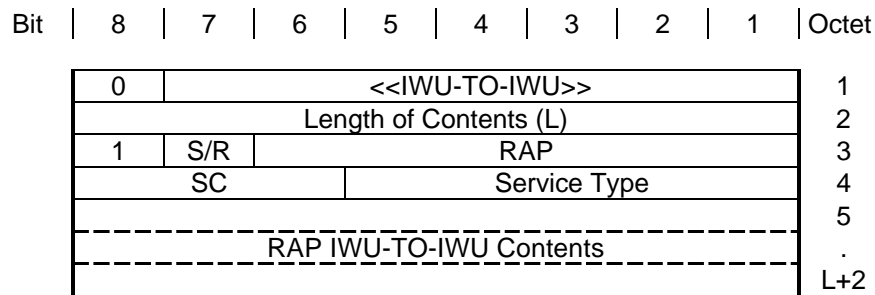 Bit 8 7 6 5 4 3 2 1 Octet
0 <<IWU-TO-IWU>> 1
Length of Contents (L) 2
1 S/R RAP 3
SC Service Type 4
5
RAP IWU-TO-IWU Contents .
L+2